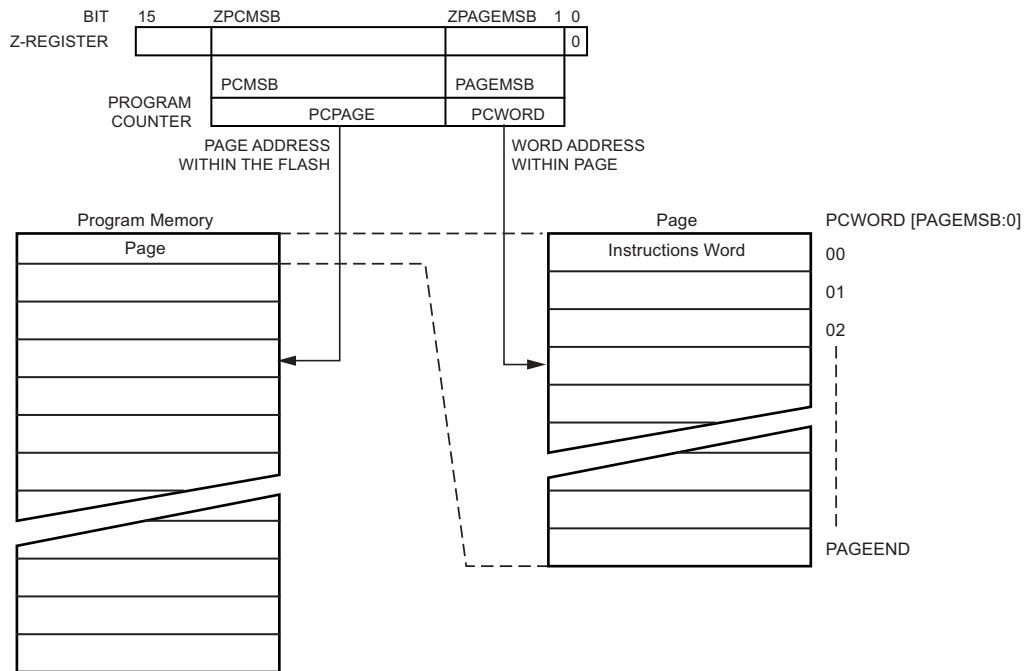 BIT 15 ZPCMSB ZPAGEMSB 1 0
Z-REGISTER 0
PCMSB PAGEMSB
PROGRAM
COUNTER
PCPAGE PCWORD
PAGE ADDRESS
WITHIN THE FLASH
WORD ADDRESS
WITHIN PAGE
Program Memory
Page
Page
Instructions Word
PCWORD [PAGEMSB:0]
00
01
02
PAGEEND